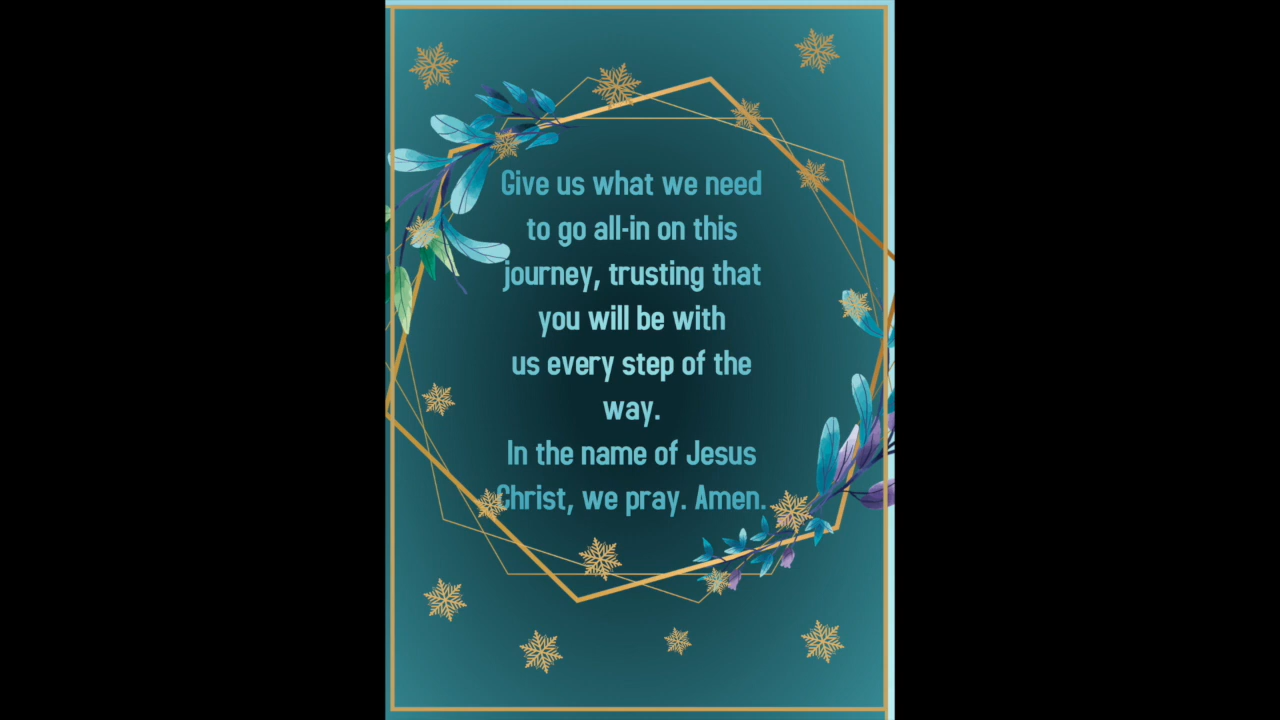 Give us what we need
to go all-in on this
journey, trusting that
you will be with
us every step of the
way.
In the name of Jesus
Christ, we pray. Amen.